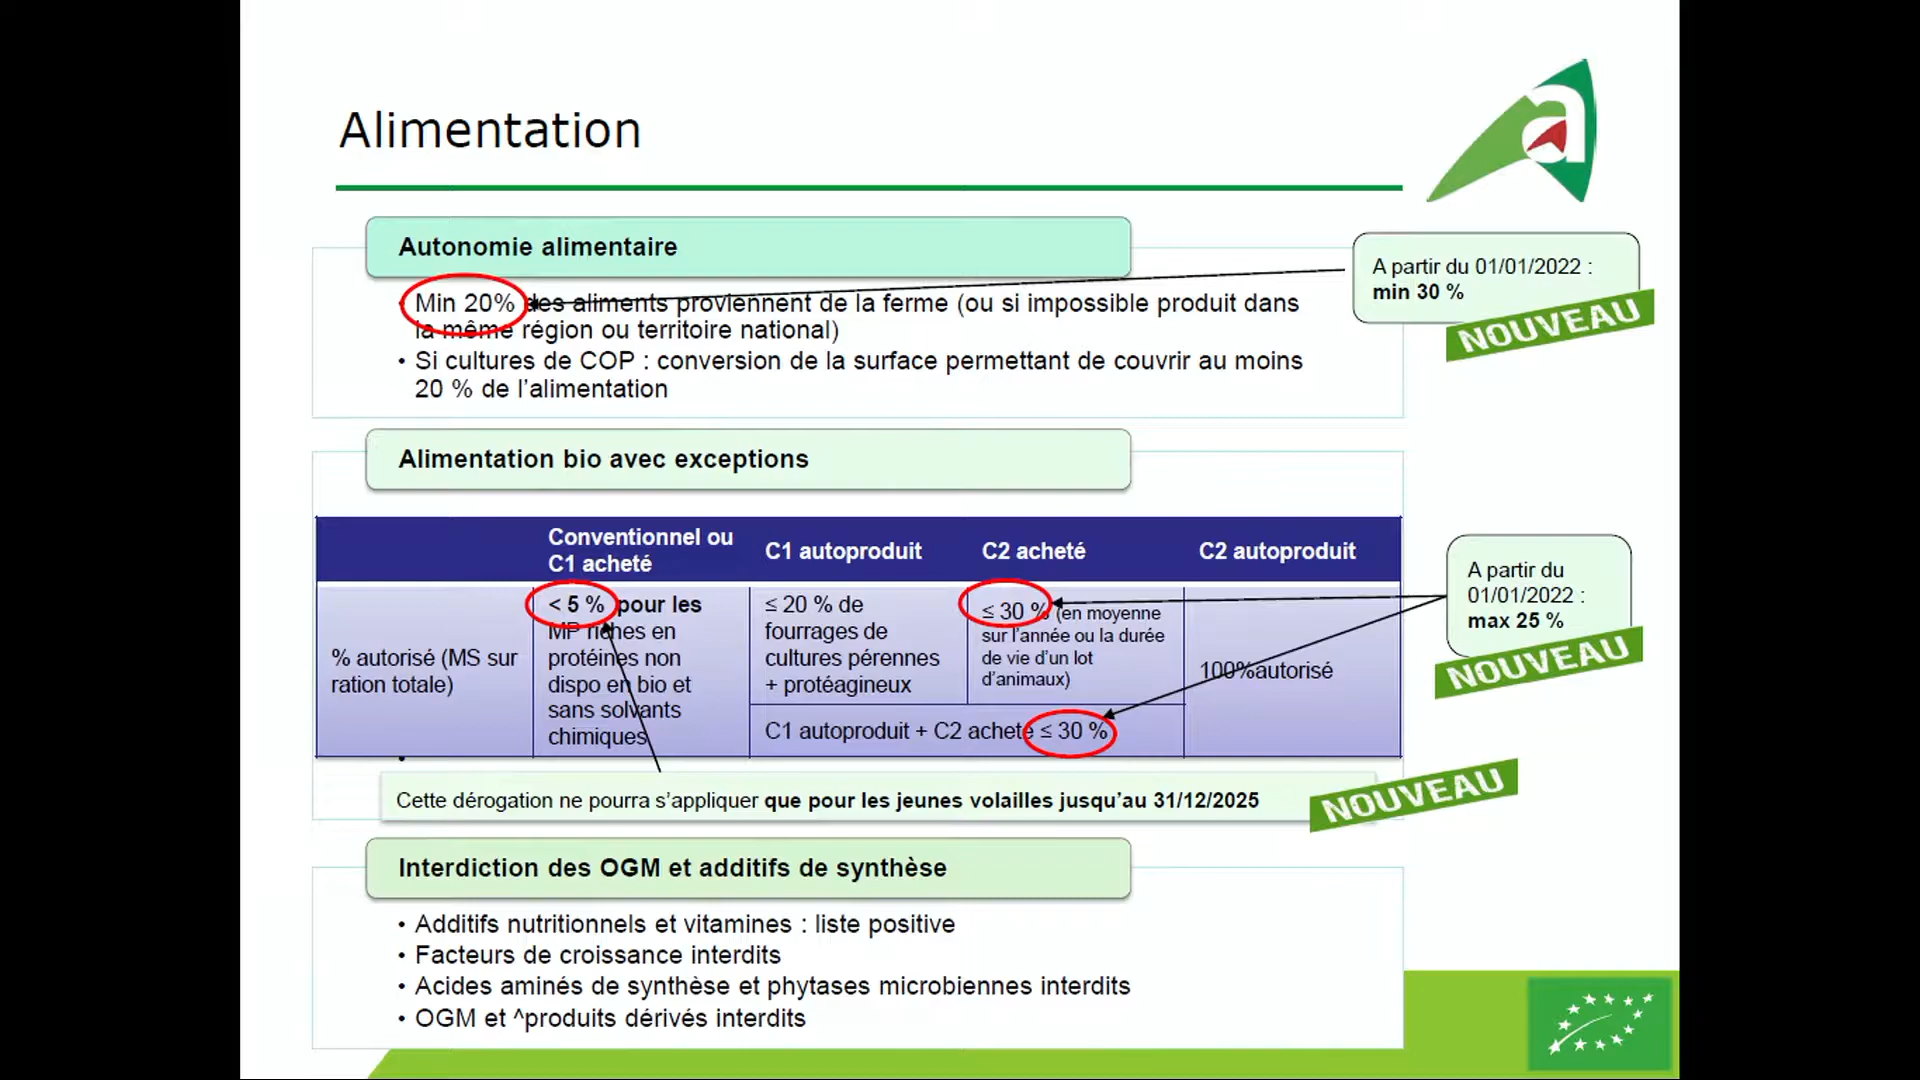 Alimentation
a
Autonomie alimentaire
A partir du 01/01/2022 :
min 30 %
NOUVEAU
• Min 20% des aliments proviennent de la ferme (ou si impossible produit dans
la même région ou territoire national)
• Si cultures de COP : conversion de la surface permettant de couvrir au moins
20 % de l’alimentation
Alimentation bio avec exceptions
Conventionnel ou
C1 acheté
C1 autoproduit
C2 acheté
C2 autoproduit
% autorisé (MS sur
ration totale)
< 5 % pour les
MP riches en
protéines non
dispo en bio et
sans solvants
chimiques
≤ 20 % de
fourrages de
cultures pérennes
+ protéagineux
≤ 30 % (en moyenne
sur l’année ou la durée
de vie d’un lot
d’animaux)
C1 autoproduit + C2 acheté ≤ 30 %
100%autorisé
A partir du
01/01/2022 :
max 25 %
NOUVEAU
•
Cette dérogation ne pourra s’appliquer que pour les jeunes volailles jusqu’au 31/12/2025
NOUVEAU
Interdiction des OGM et additifs de synthèse
• Additifs nutritionnels et vitamines : liste positive
• Facteurs de croissance interdits
• Acides aminés de synthèse et phytases microbiennes interdits
• OGM et ^produits dérivés interdits